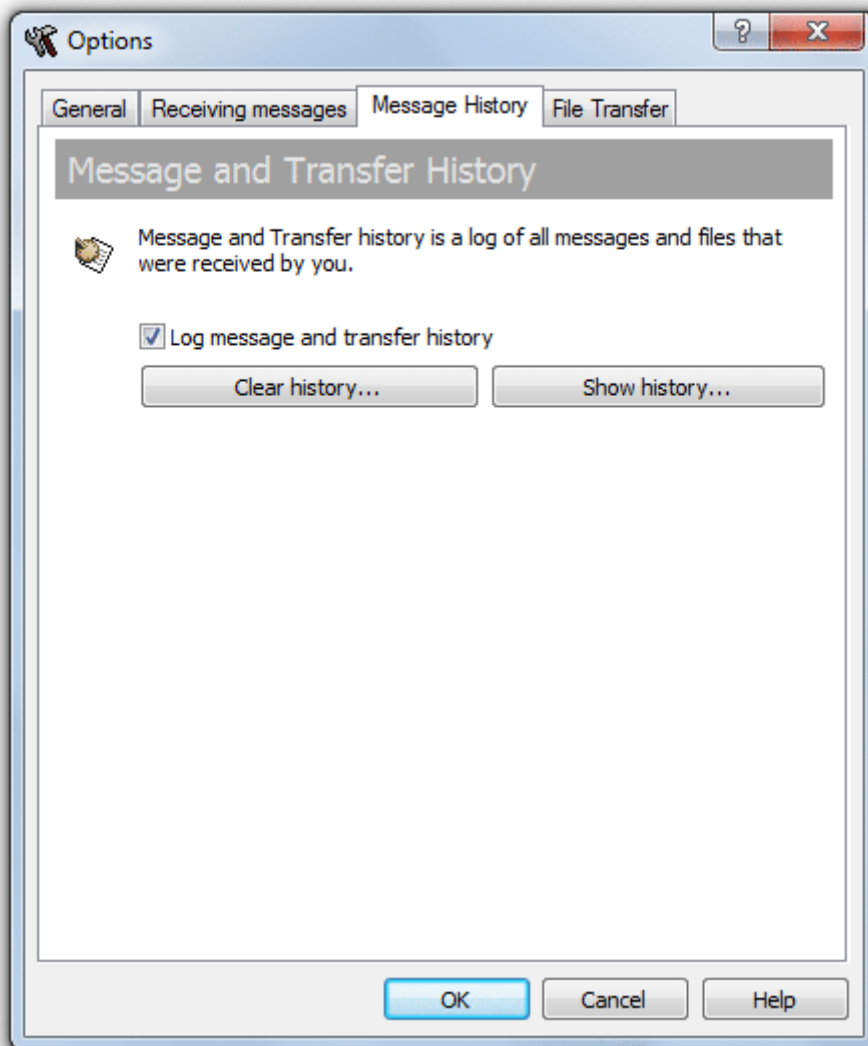 Options
General
Receiving messages
Message History
File Transfer
Message and Transfer History
Message and Transfer history is a log of all messages and files that
were received by you.
Log message and transfer history
Clear history...
Show history...
OK
Cancel
Help